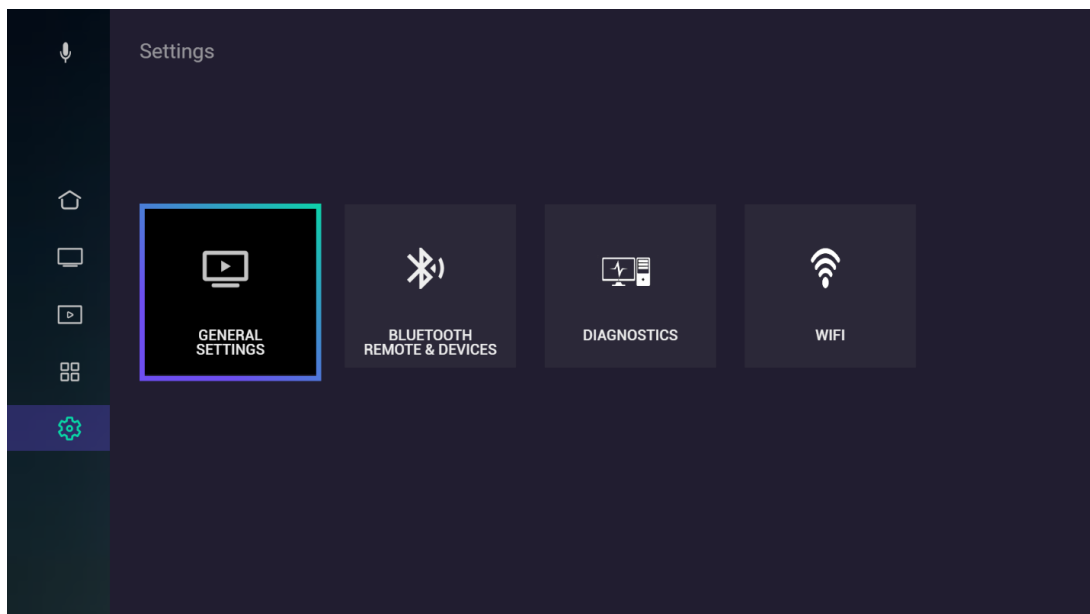 Settings
GENERAL
SETTINGS
BLUETOOTH
REMOTE & DEVICES
DIAGNOSTICS
WIFI